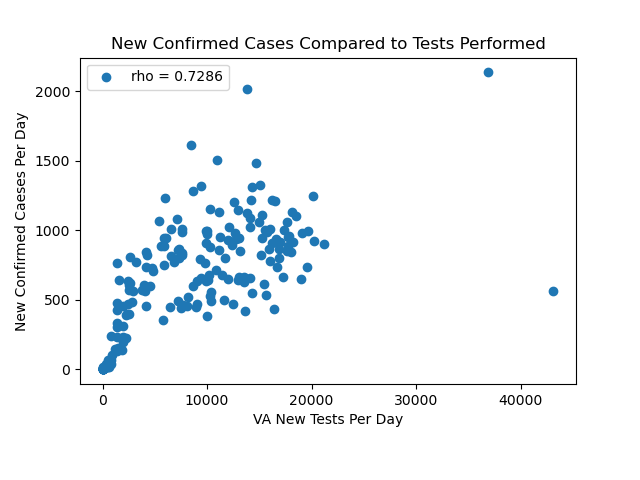 New Confirmed Cases Compared to Tests Performed
rho = 0.7286
New Confirmed Caeses Per Day
2000
1500
1000
500
0
0 10000 20000 30000 40000
VA New Tests Per Day